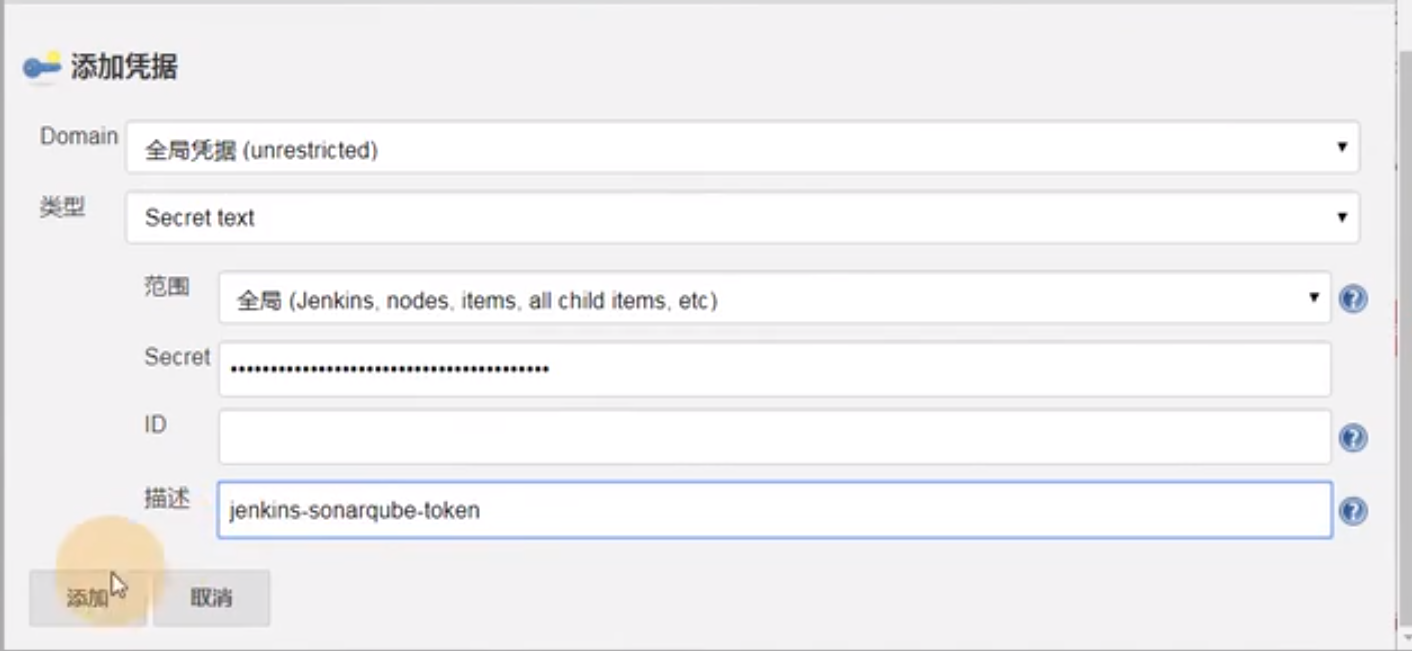 添加凭据
Domain
全局凭据 (unrestricted)
类型
Secret text
范围
全局 (Jenkins, nodes, items, all child items, etc)
Secret
••••••••••••••••••••••••••••••••••••••••
ID
描述
jenkins-sonarqube-token
添加
取消